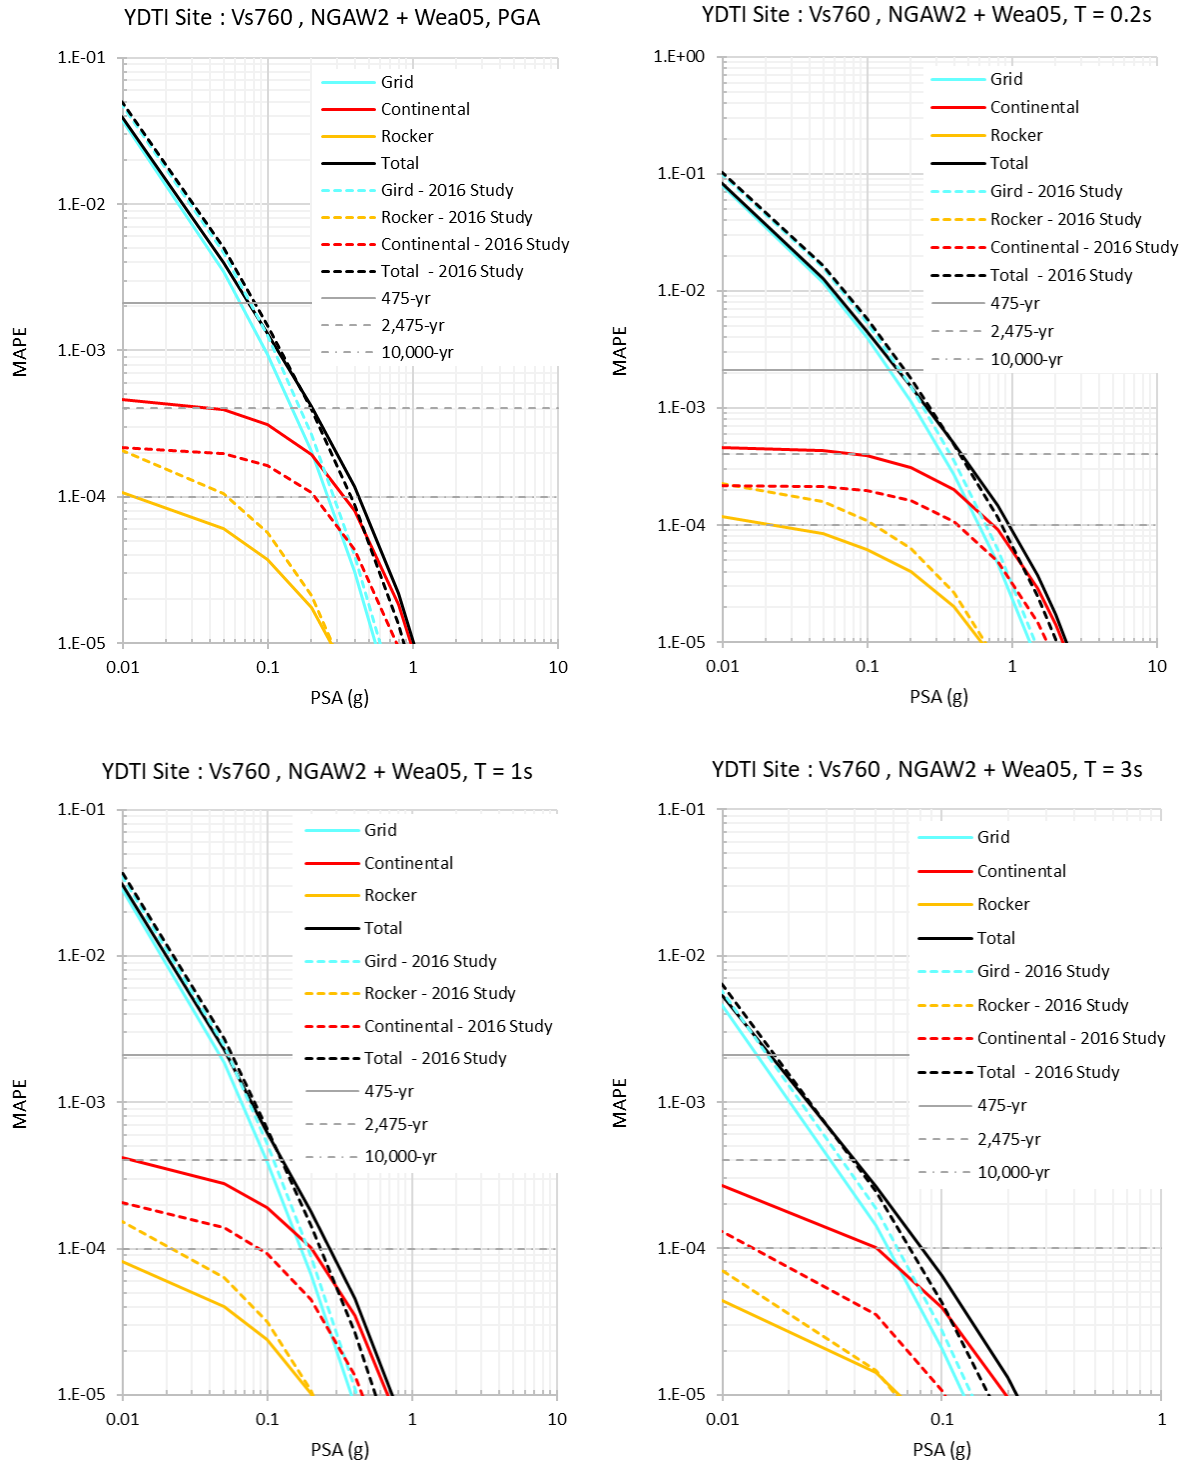 YDTI Site : Vs760 , NGAW2 + Wea05, PGA
1.E-01
1.E-02
1.E-03
1.E-04
1.E-05
MAPE
0.01
0.1
1
10
PSA (g)
Grid
Continental
Rocker
Total
Gird - 2016 Study
Rocker - 2016 Study
Continental - 2016 Study
Total - 2016 Study
475-yr
2,475-yr
10,000-yr
YDTI Site : Vs760 , NGAW2 + Wea05, T = 0.2s
1.E+00
1.E-01
1.E-02
1.E-03
1.E-04
1.E-05
MAPE
0.01
0.1
1
10
PSA (g)
Grid
Continental
Rocker
Total
Gird - 2016 Study
Rocker - 2016 Study
Continental - 2016 Study
Total - 2016 Study
475-yr
2,475-yr
10,000-yr
YDTI Site : Vs760 , NGAW2 + Wea05, T = 1s
1.E-01
1.E-02
1.E-03
1.E-04
1.E-05
MAPE
0.01
0.1
1
10
PSA (g)
Grid
Continental
Rocker
Total
Gird - 2016 Study
Rocker - 2016 Study
Continental - 2016 Study
Total - 2016 Study
475-yr
2,475-yr
10,000-yr
YDTI Site : Vs760 , NGAW2 + Wea05, T = 3s
1.E-01
1.E-02
1.E-03
1.E-04
1.E-05
MAPE
0.01
0.1
1
PSA (g)
Grid
Continental
Rocker
Total
Gird - 2016 Study
Rocker - 2016 Study
Continental - 2016 Study
Total - 2016 Study
475-yr
2,475-yr
10,000-yr